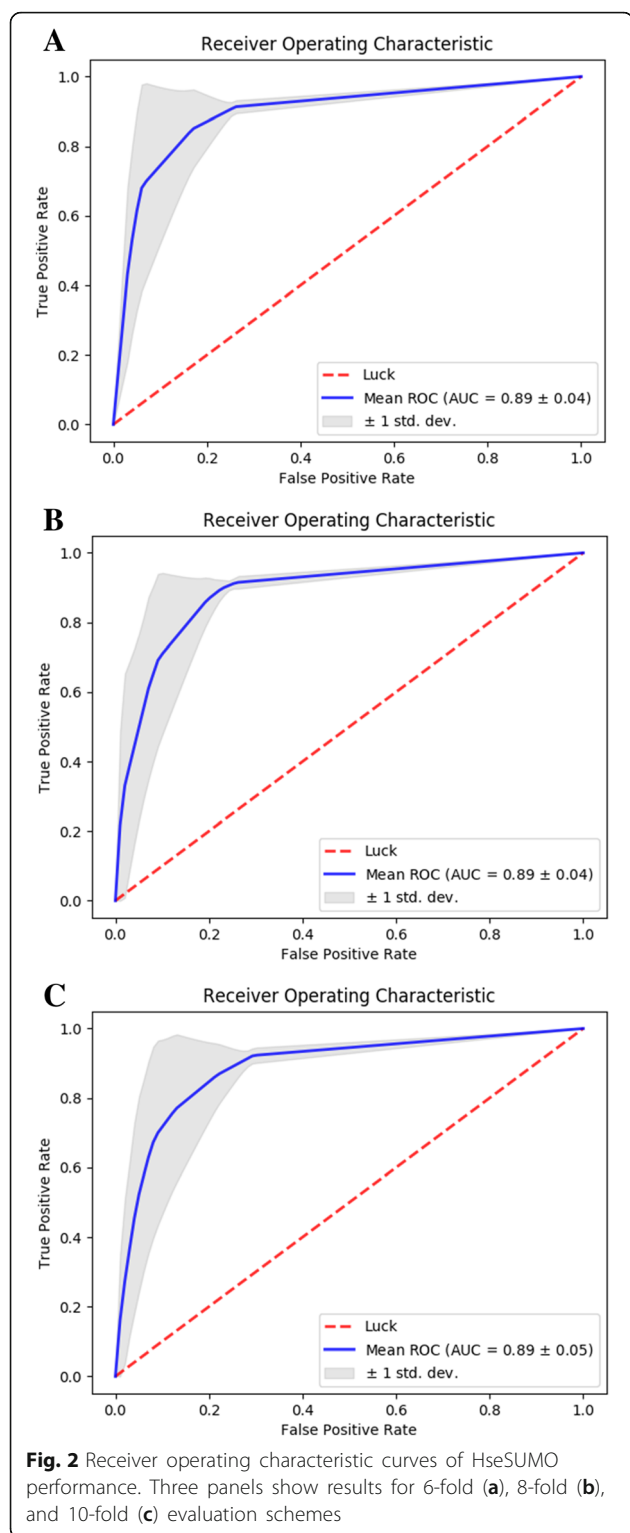 A
Receiver Operating Characteristic
1.0
0.8
0.6
0.4
0.2
0.0
True Positive Rate
Luck
Mean ROC (AUC = 0.89 ± 0.04)
± 1 std. dev.
0.0 0.2 0.4 0.6 0.8 1.0
False Positive Rate
B
Receiver Operating Characteristic
1.0
0.8
0.6
0.4
0.2
0.0
True Positive Rate
Luck
Mean ROC (AUC = 0.89 ± 0.04)
± 1 std. dev.
0.0 0.2 0.4 0.6 0.8 1.0
False Positive Rate
C
Receiver Operating Characteristic
1.0
0.8
0.6
0.4
0.2
0.0
True Positive Rate
Luck
Mean ROC (AUC = 0.89 ± 0.05)
± 1 std. dev.
0.0 0.2 0.4 0.6 0.8 1.0
False Positive Rate
Fig. 2 Receiver operating characteristic curves of HseSUMO
performance. Three panels show results for 6-fold (a), 8-fold (b),
and 10-fold (c) evaluation schemes